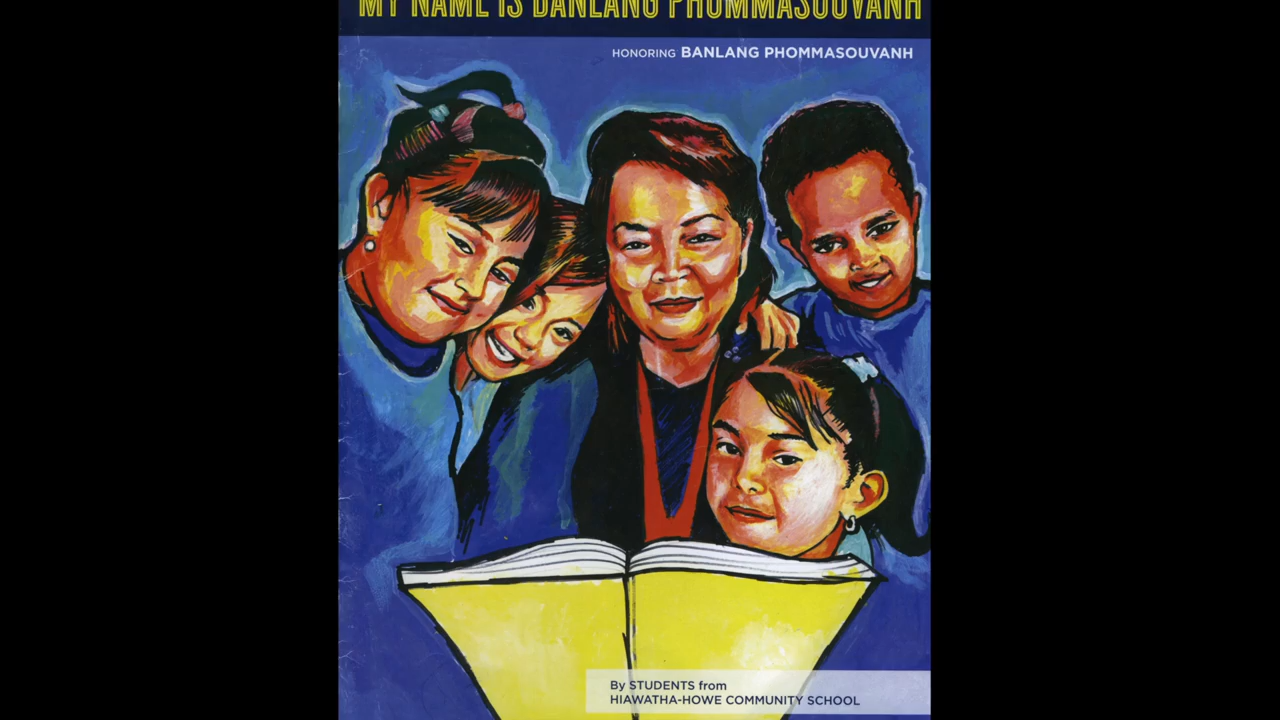 MY NAME IS BANLANG PHOMMASOUVANH
HONORING BANLANG PHOMMASOUVANH
By STUDENTS from
HIAWATHA-HOWE COMMUNITY SCHOOL